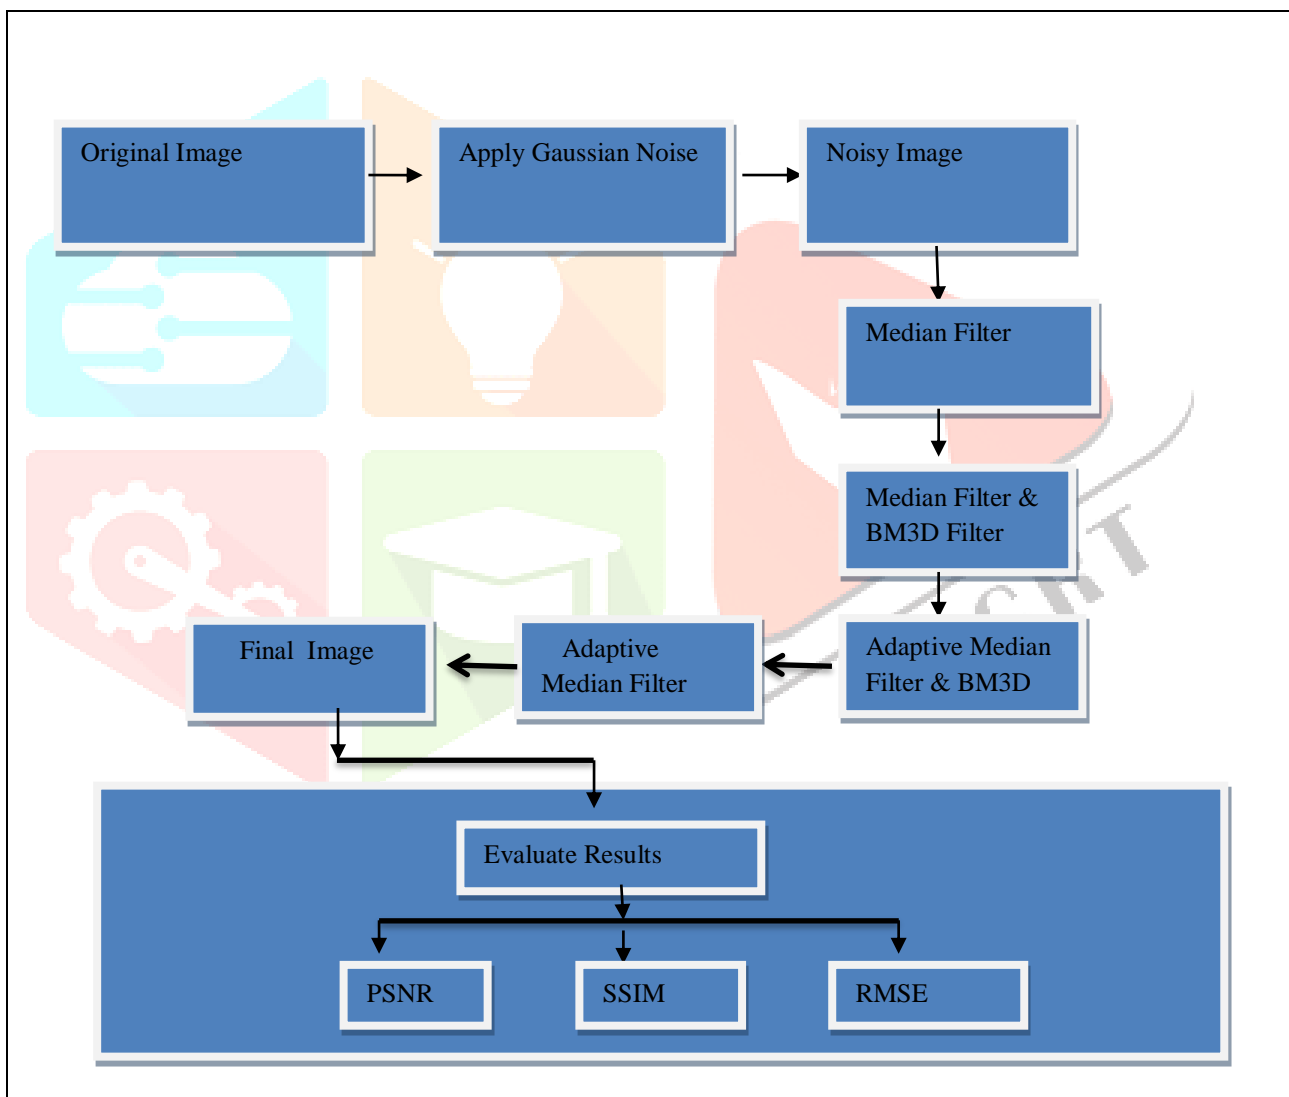 Original Image
Apply Gaussian Noise
Noisy Image
Median Filter
Median Filter &
BM3D Filter
Adaptive Median
Filter & BM3D
Adaptive
Median Filter
Final Image
Evaluate Results
PSNR
SSIM
RMSE